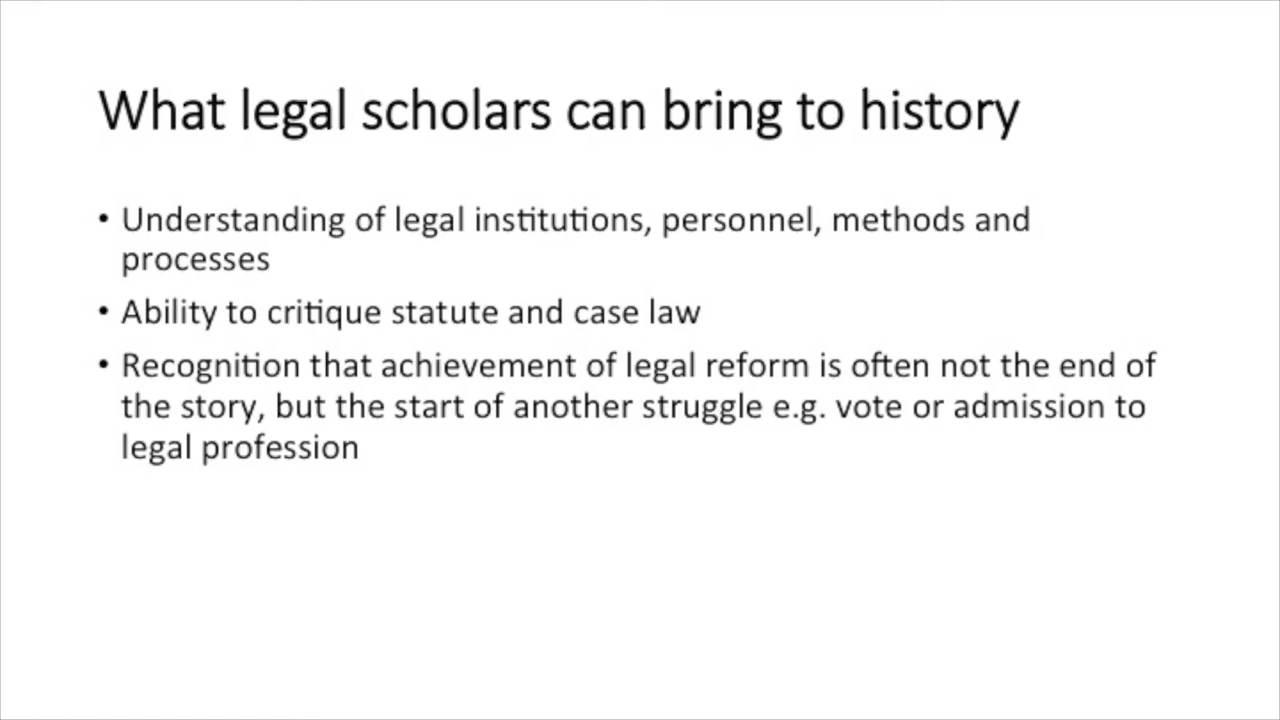 What legal scholars can bring to history
• Understanding of legal institutions, personnel, methods and
processes
• Ability to critique statute and case law
• Recognition that achievement of legal reform is often not the end of
the story, but the start of another struggle e.g. vote or admission to
legal profession